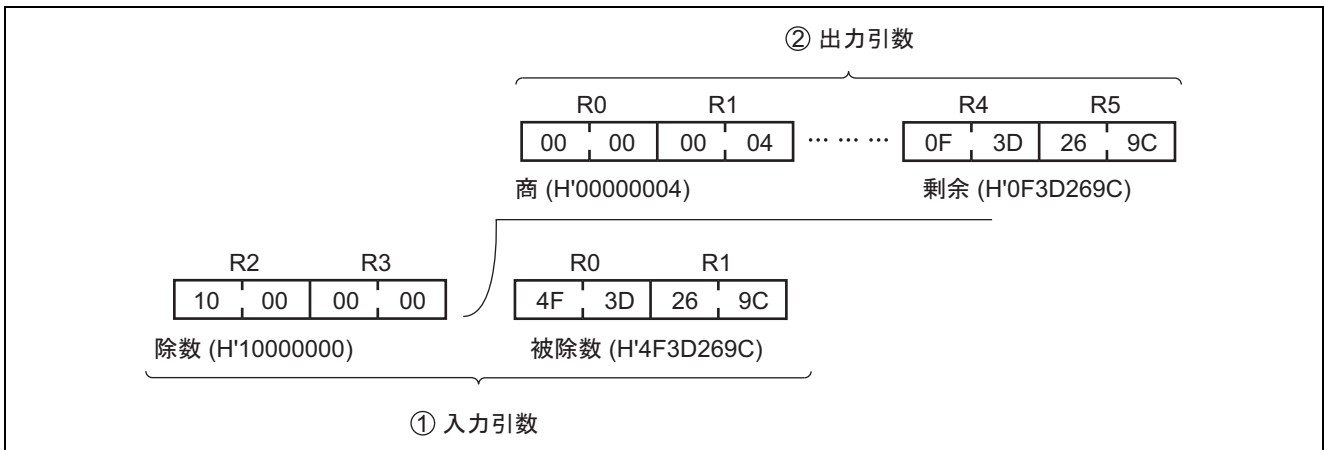 ② 出力引数
R0 R1 R4 R5
00 00 00 04 … … … 0F 3D 26 9C
商 (H'00000004) 剰余 (H'0F3D269C)
R2 R3 R0 R1
10 00 00 00 4F 3D 26 9C
除数 (H'10000000) 被除数 (H'4F3D269C)
① 入力引数